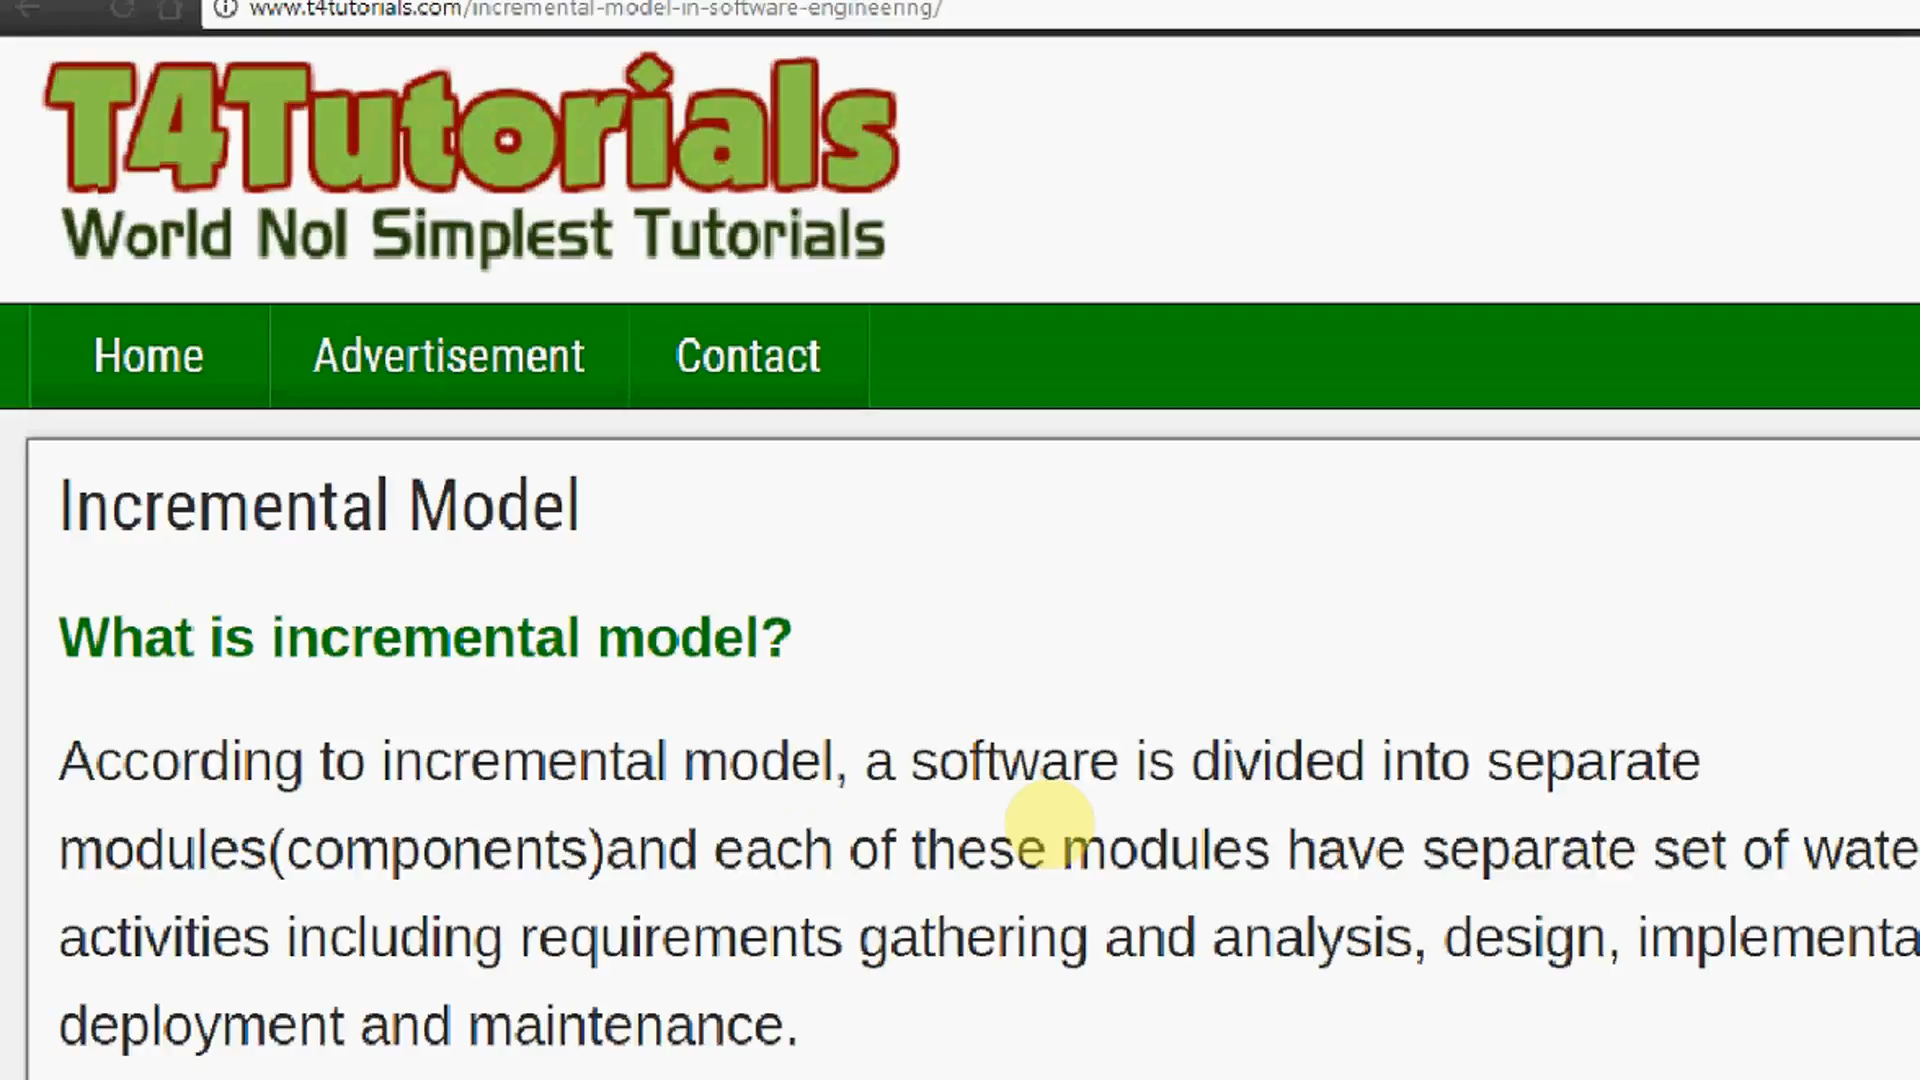 www.t4tutorials.com/incremental-model-in-software-engineering/
T4Tutorials
World No1 Simplest Tutorials
Home Advertisement Contact
Incremental Model
What is incremental model?
According to incremental model, a software is divided into separate
modules(components)and each of these modules have separate set of wate
activities including requirements gathering and analysis, design, implementa
deployment and maintenance.